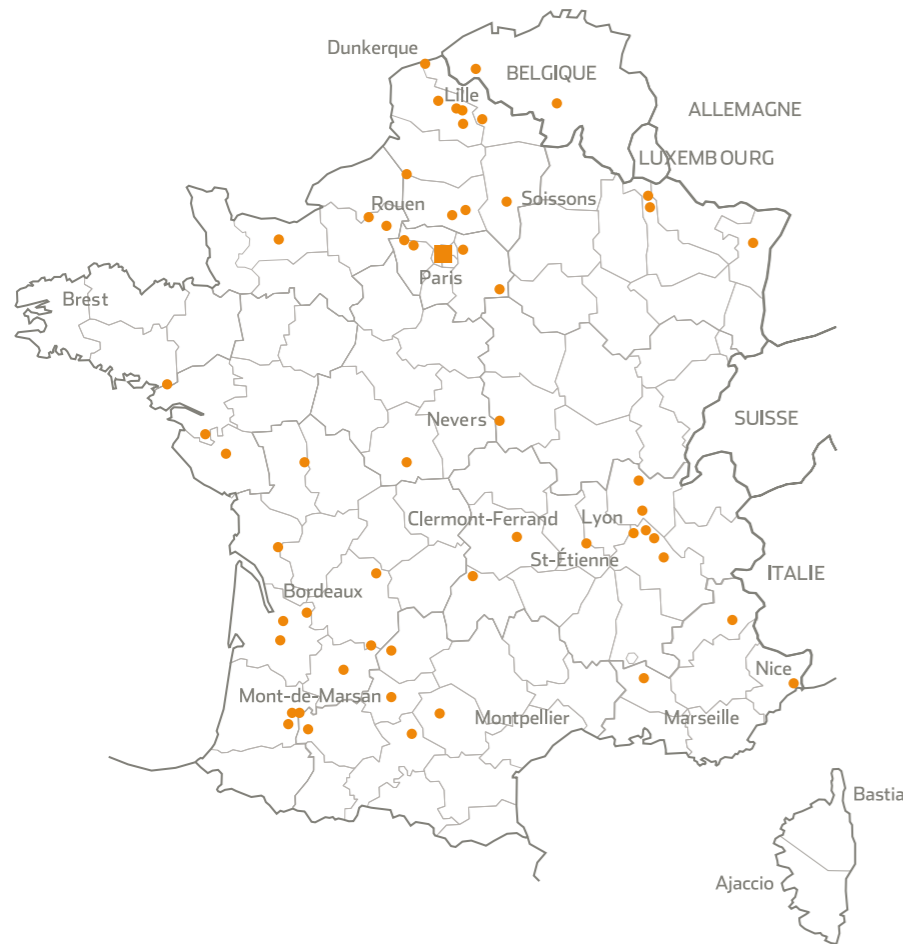 Dunkerque
BELGIQUE
Lille
ALLEMAGNE
LUXEMBOURG
Rouen
Soissons
Paris
Brest
Nevers
SUISSE
Clermont-Ferrand
Lyon
St-Étienne
ITALIE
Bordeaux
Nice
Mont-de-Marsan
Montpellier
Marseille
Bastia
Ajaccio